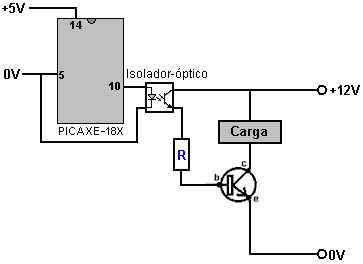 +5V
14
0V
5
10
Isolador-óptico
PICAXE-18X
+12V
Carga
R
c
b
e
0V